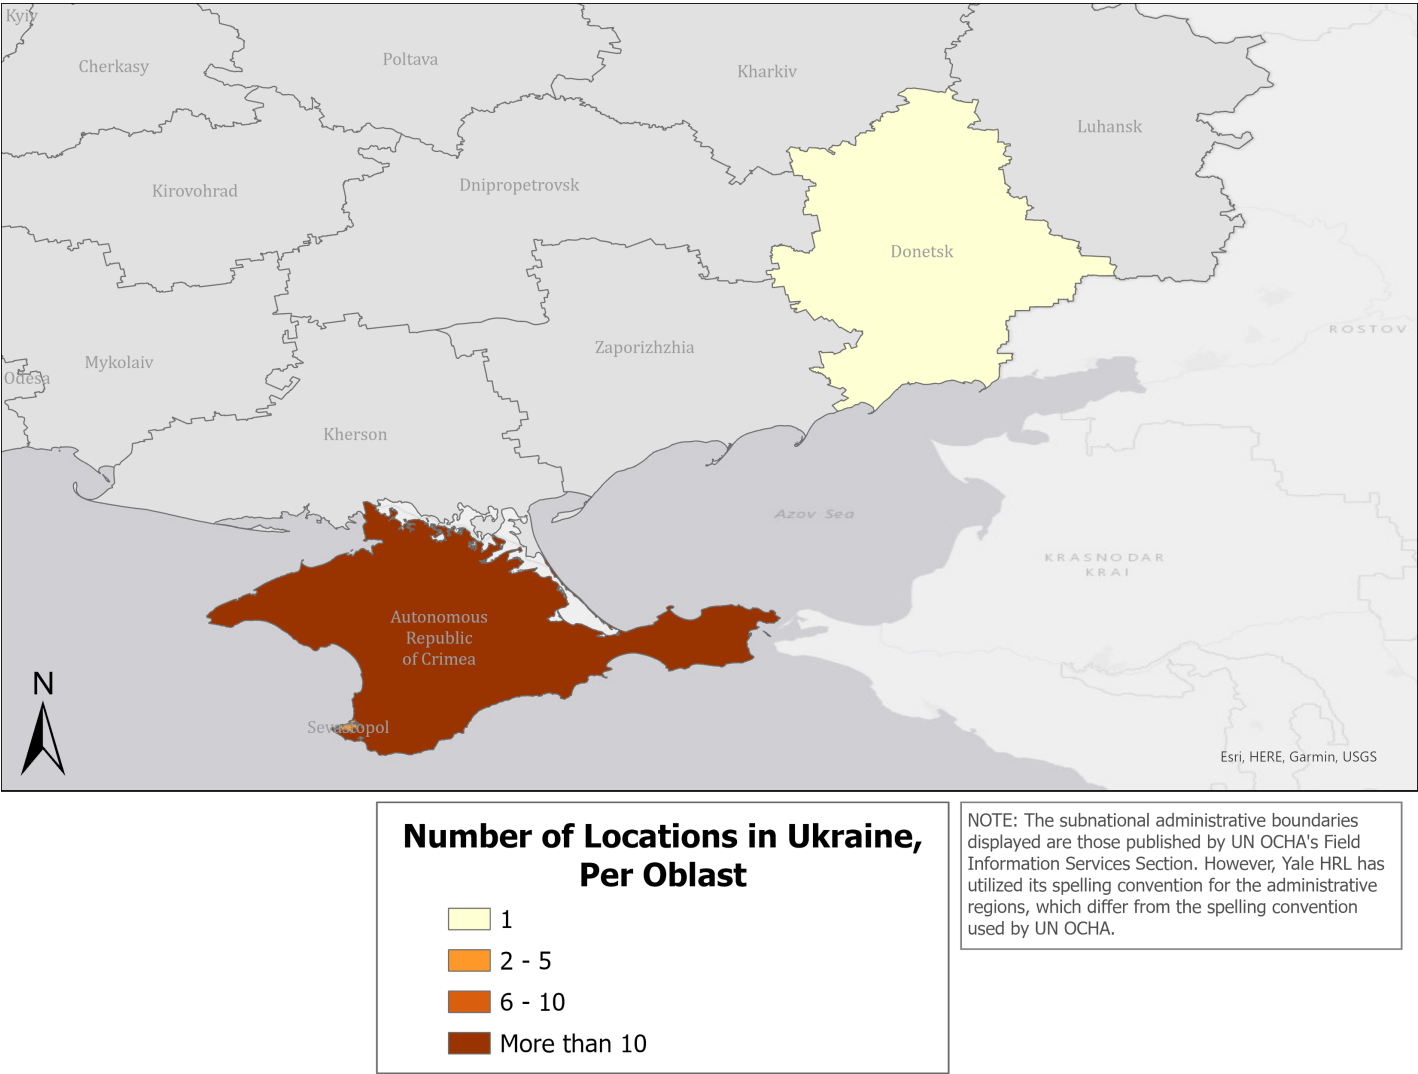 Kyiv
Cherkasy
Poltava
Kharkiv
Luhansk
Kirovohrad
Dnipropetrovsk
Donetsk
ROSTOV
Zaporizhzhia
Mykolaiv
Odesa
Kherson
Azov Sea
KRASNODAR
KRAI
Autonomous
Republic
of Crimea
N
Sevastopol
Esri, HERE, Garmin, USGS
Number of Locations in Ukraine,
Per Oblast
1
2 - 5
6 - 10
More than 10
NOTE: The subnational administrative boundaries
displayed are those published by UN OCHA's Field
Information Services Section. However, Yale HRL has
utilized its spelling convention for the administrative
regions, which differ from the spelling convention
used by UN OCHA.